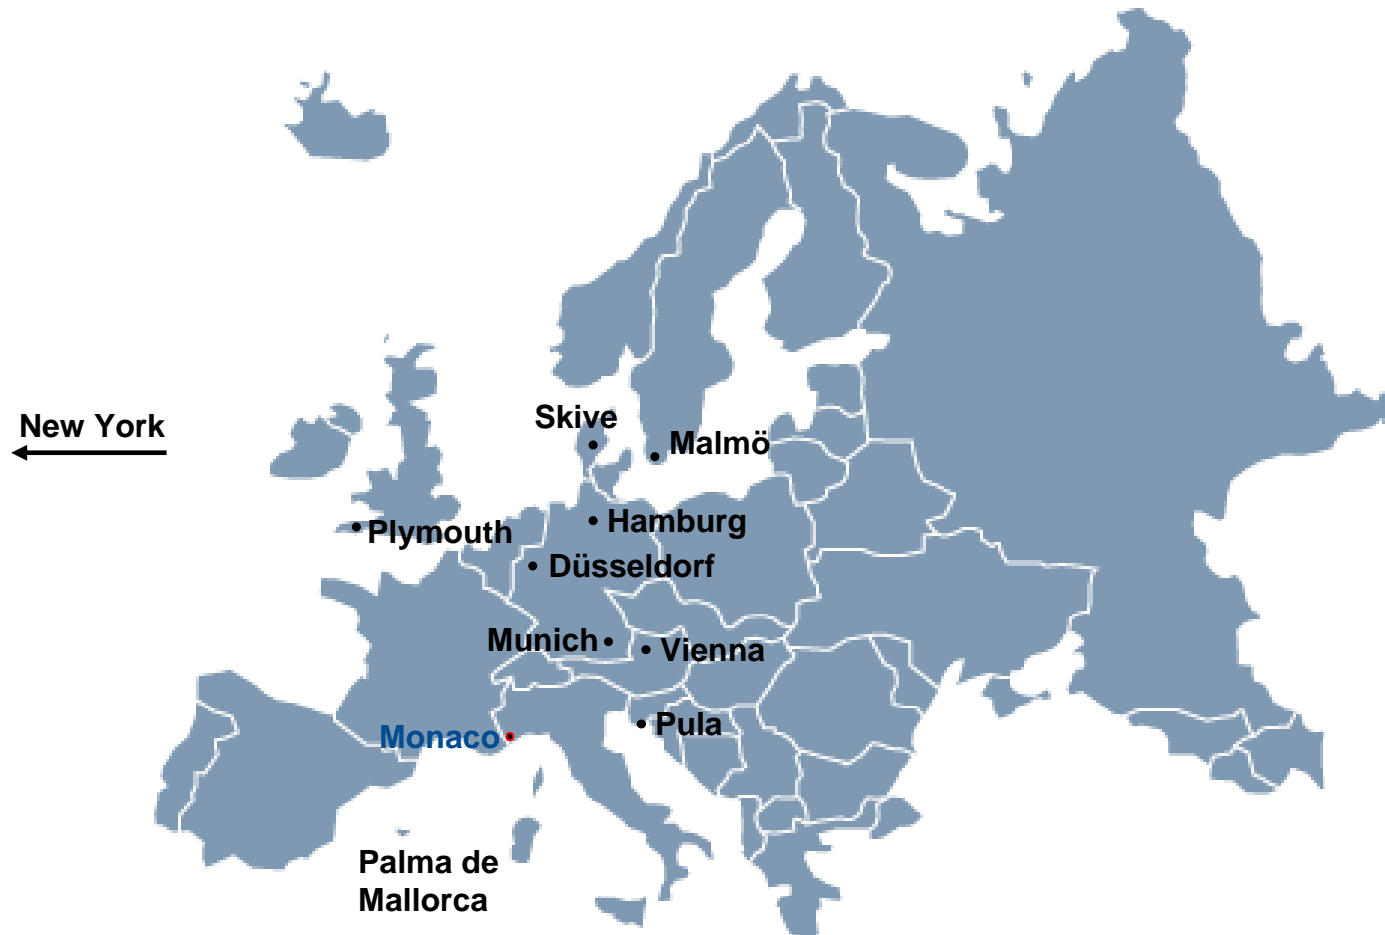 Skive
New York
Malmö
Hamburg
Plymouth
Düsseldorf
Munich
Vienna
Pula
Monaco
Palma de
Mallorca